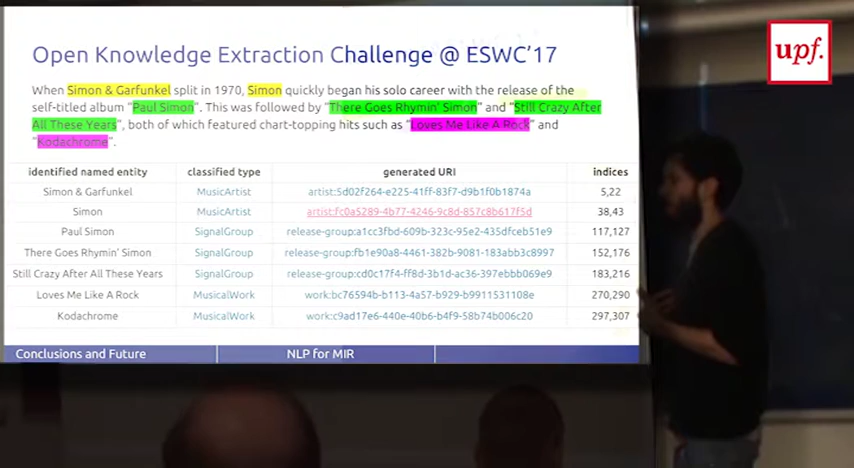 upf.
Open Knowledge Extraction Challenge @ ESWC'17
When Simon & Garfunkel split in 1970, Simon quickly began his solo career with the release of the
self-titled album "Paul Simon". This was followed by "There Goes Rhymin' Simon" and "Still Crazy After
All These Years", both of which featured chart-topping hits such as "Loves Me Like A Rock" and
"Kodachrome".
identified named entity classified type generated URI indices
Simon & Garfunkel MusicArtist artist:5d02f264-e225-41ff-83f7-d9b1f0b1874a 5,22
Simon MusicArtist artist:fc0a5289-4b77-4246-9c8d-857c8b617f5d 38,43
Paul Simon SignalGroup release-group:a1cc3fbd-609b-323c-95e2-435dfceb51e9 117,127
There Goes Rhymin' Simon SignalGroup release-group:fb1e90a8-4461-382b-9081-183abb3c8997 152,176
Still Crazy After All These Years SignalGroup release-group:cd0c17f4-ff8d-3b1d-ac36-397ebbb069e9 183,216
Loves Me Like A Rock MusicalWork work:bc76594b-b113-4a57-b929-b9911531108e 270,290
Kodachrome MusicalWork work:c9ad17e6-440e-40b6-b4f9-58b74b006c20 297,307
Conclusions and Future NLP for MIR